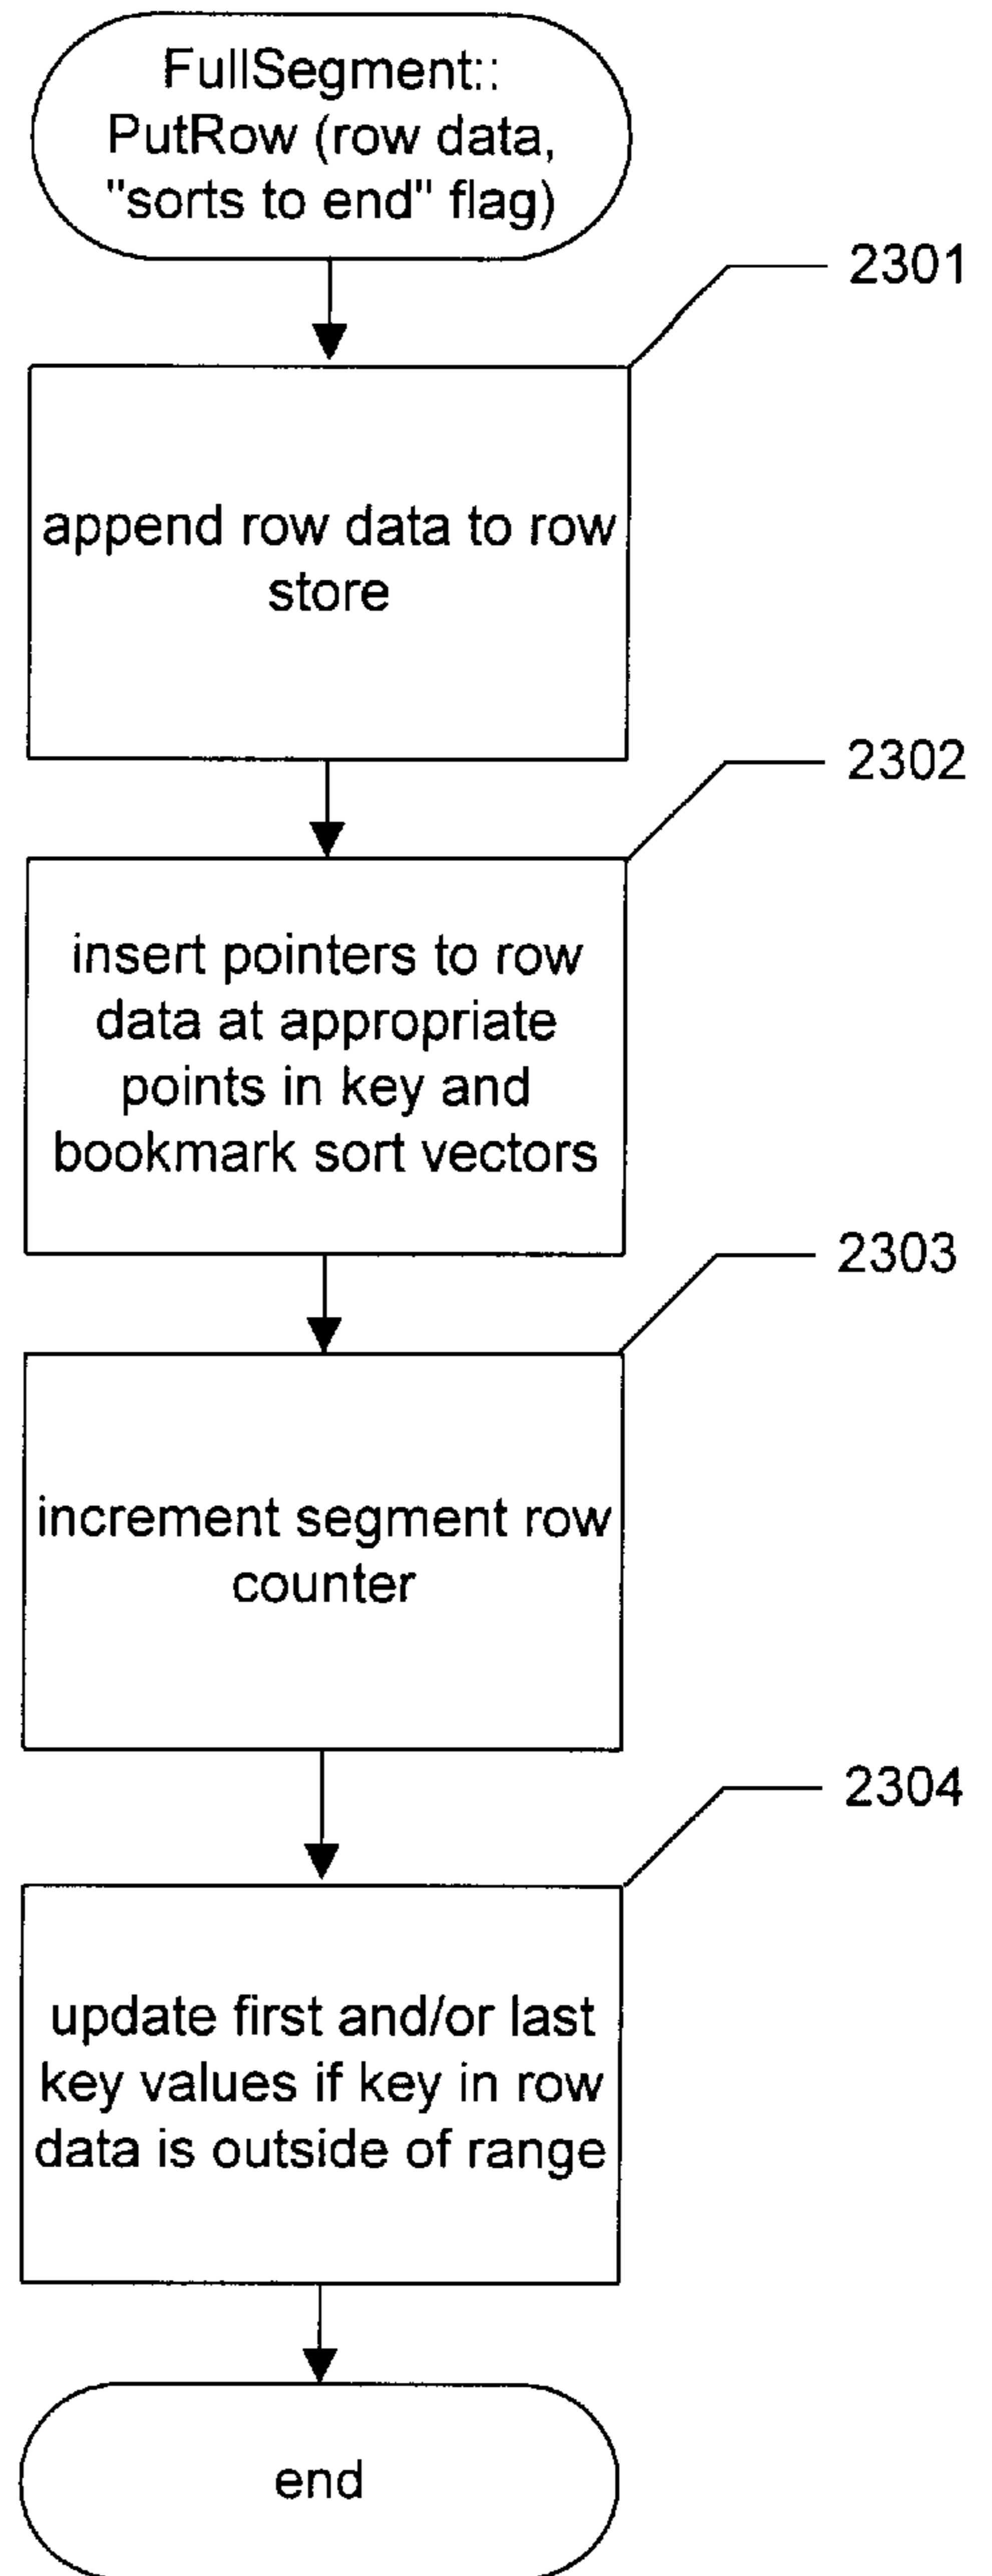 FullSegment::
PutRow (row data,
"sorts to end" flag)
2301
append row data to row
store
2302
insert pointers to row
data at appropriate
points in key and
bookmark sort vectors
2303
increment segment row
counter
2304
update first and/or last
key values if key in row
data is outside of range
end